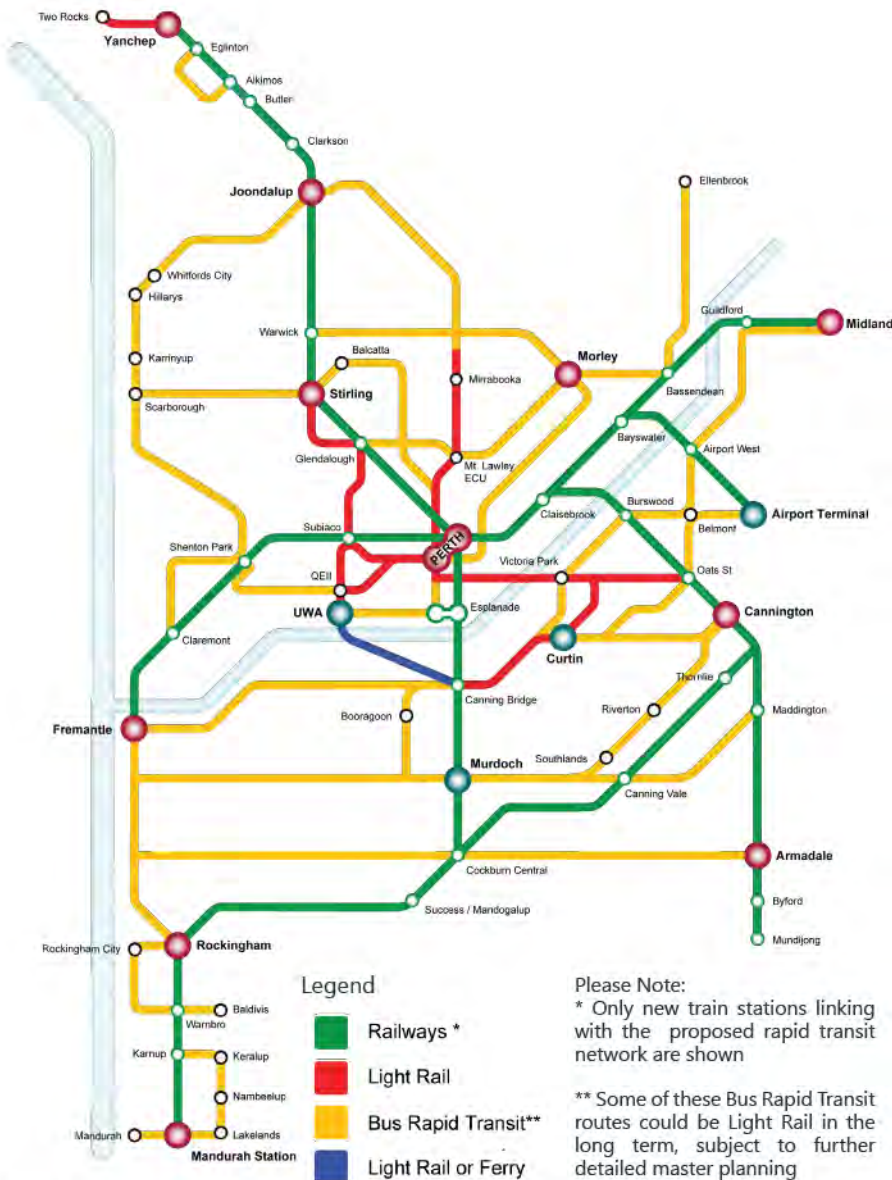 Two Rocks
Yanchep
Eglinton
Alkimos
Butler
Clarkson
Joondalup
Ellenbrook
Whitfords City
Hillarys
Guildford
Midland
Warwick
Balcatta
Karrinyup
Morley
Mirrabooka
Bassendean
Stirling
Scarborough
Bayswater
Glendalough
Mt. Lawley
ECU
Airport West
Claisebrook
Burswood
Airport Terminal
Subiaco
Belmont
PERTH
Shenton Park
Victoria Park
QEII
Oats St
UWA
Esplanade
Cannington
Claremont
Curtin
Thornlie
Canning Bridge
Riverton
Maddington
Booragoon
Fremantle
Southlands
Murdoch
Canning Vale
Armadale
Cockburn Central
Byford
Success / Mandogalup
Mundijong
Rockingham City
Rockingham
Baldivis
Warnbro
Karnup
Keralup
Nambeelup
Mandurah
Lakelands
Mandurah Station
Legend
Railways *
Light Rail
Bus Rapid Transit**
Light Rail or Ferry
Please Note:
* Only new train stations linking
with the proposed rapid transit
network are shown
** Some of these Bus Rapid Transit
routes could be Light Rail in the
long term, subject to further
detailed master planning